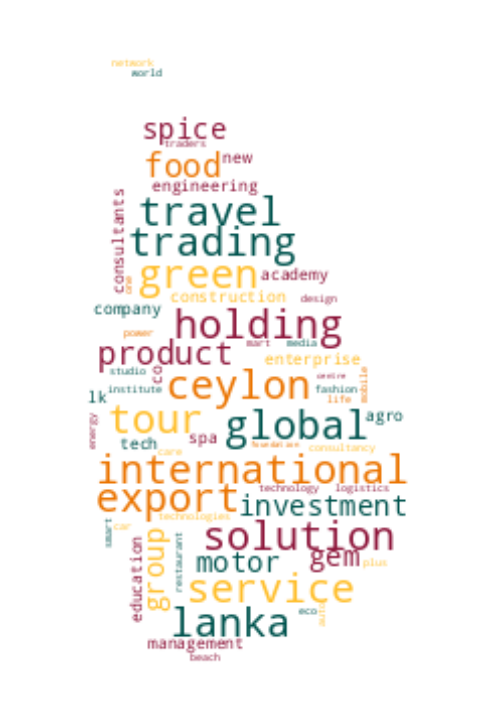 network
world
spice
traders
food new
engineering
consultants
travel
trading
green academy
one
construction design
company
holding
power
mart media
product
enterprise
studio
co
centre
ceylon
institute
fashion
mobile
lk
life
tour global agro
energy
tech spa
foundation
consultancy
care
international
export
technology logistics
investment
technologies
smart
car
solution
group
education
restaurant
motor gem plus
service
eco
auto
lanka
management
beach